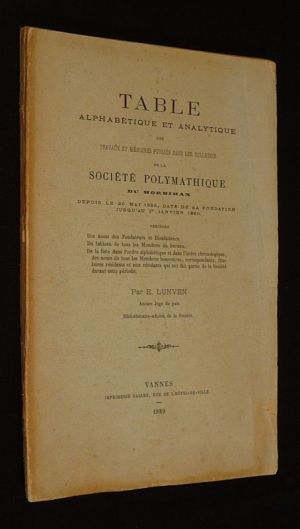 TABLE
ALPHABÉTIQUE ET ANALYTIQUE
DES
TRAVAUX ET MÉMOIRES PUBLIÉS DANS LES BULLETINS
DE LA
SOCIÉTÉ POLYMATHIQUE
DU MORBIHAN
DEPUIS LE 29 MAI 1826, DATE DE SA FONDATION
JUSQU'AU 1er JANVIER 1889.
PRÉCÉDÉE
Des noms des Fondateurs et Bienfaiteurs.
Du tableau de tous les Membres du bureau.
De la liste dans l'ordre alphabétique et dans l'ordre chronologique,
des noms de tous les Membres honoraires, correspondants, titu-
laires résidants et non résidants qui ont fait partie de la Société
durant cette période.
Par E. LUNVEN
Ancien Juge de paix
Bibliothécaire-adjoint de la Société.
VANNES
IMPRIMERIE GALLES, RUE DE L'HÔTEL-DE-VILLE.
1889